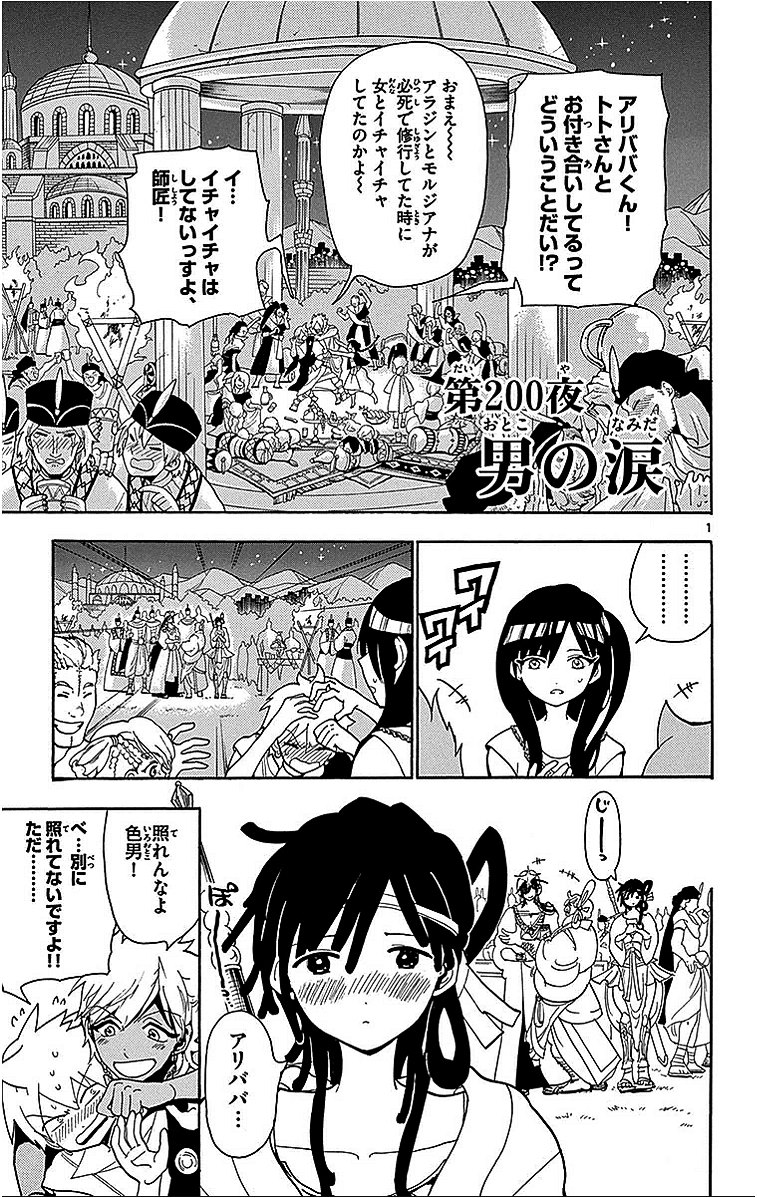 アリババくん!
トトさんと
お付き合いしてるって
どういうことだい!?
おまえ〜〜
アラジンとモルジアナが
必死で修行してた時に
女とイチャイチャ
してたのかよ〜
イ…
イチャイチャは
してないっすよ、
師匠!
第200夜
男の涙
1
………
ワイ
ワイ
じーっ
アリババ…
照れんなよ
色男!
べ…別に
照れてないですよ!!
ただ………